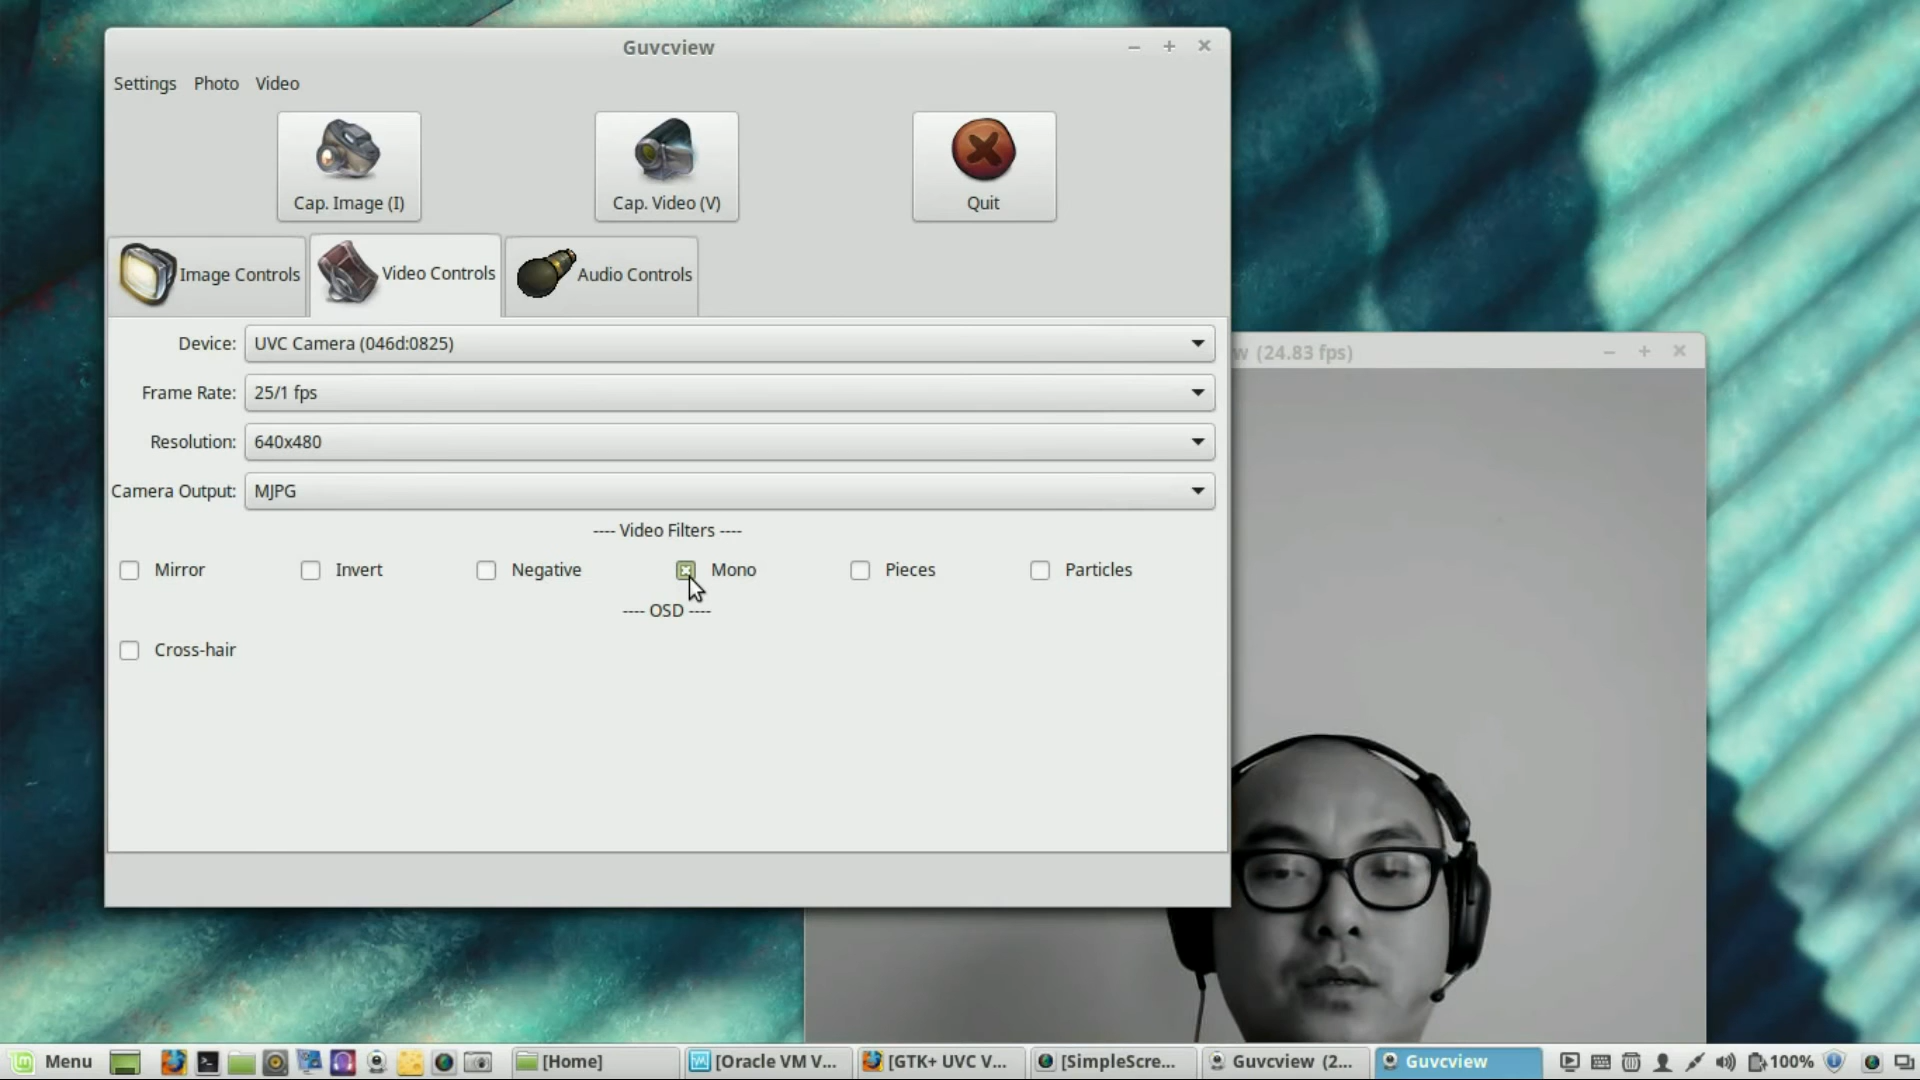 Guvcview
Settings Photo Video
Cap. Image (I) Cap. Video (V) Quit
Image Controls Video Controls Audio Controls
Device: UVC Camera (046d:0825)
w (24.83 fps)
Frame Rate: 25/1 fps
Resolution: 640x480
Camera Output: MJPG
---- Video Filters ----
Mirror Invert Negative Mono Pieces Particles
---- OSD ----
Cross-hair
Menu [Home] [Oracle VM V... [GTK+ UVC V... [SimpleScre... Guvcview (2... Guvcview 100%